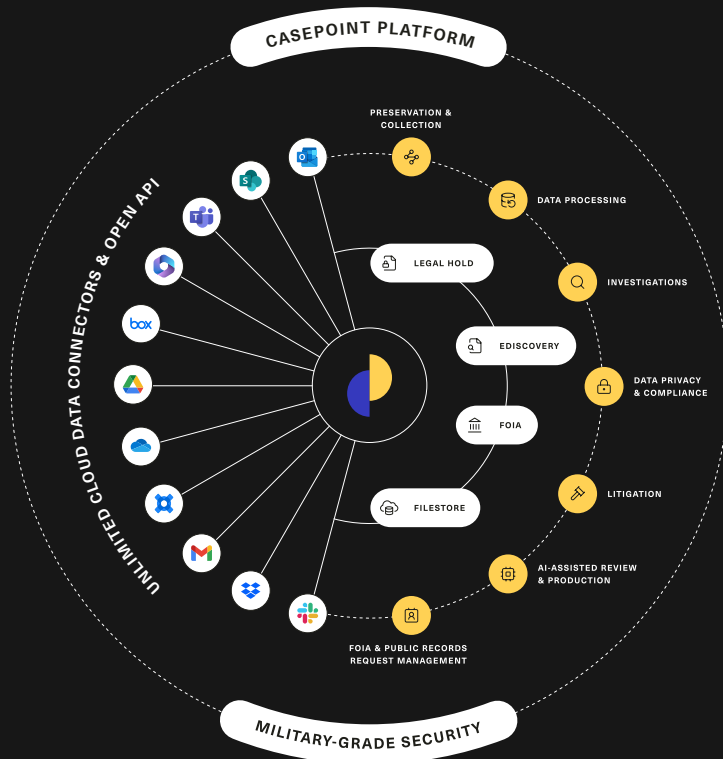 CASEPOINT PLATFORM
PRESERVATION &
COLLECTION
DATA PROCESSING
INVESTIGATIONS
DATA PRIVACY
& COMPLIANCE
LITIGATION
AI-ASSISTED REVIEW
& PRODUCTION
FOIA & PUBLIC RECORDS
REQUEST MANAGEMENT
LEGAL HOLD
EDISCOVERY
FOIA
FILESTORE
UNLIMITED CLOUD DATA CONNECTORS & OPEN API
O
S
T
box
MILITARY-GRADE SECURITY